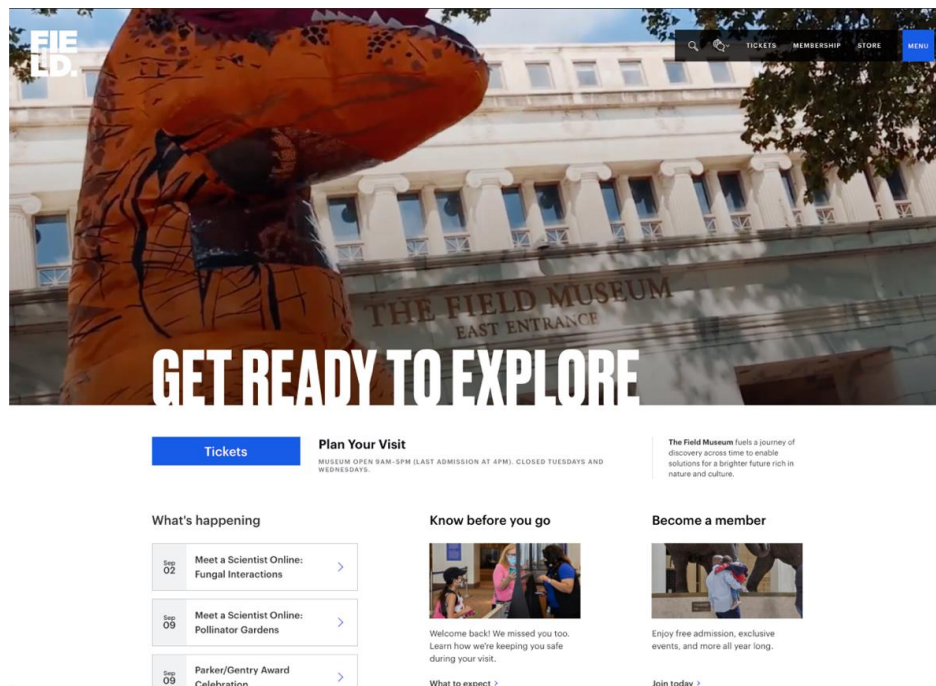 FIE
LD.
TICKETS
MEMBERSHIP
STORE
MENU
THE FIELD MUSEUM
EAST ENTRANCE
GET READY TO EXPLORE
Tickets
Plan Your Visit
MUSEUM OPEN 9AM–5PM (LAST ADMISSION AT 4PM). CLOSED TUESDAYS AND
WEDNESDAYS.
The Field Museum fuels a journey of
discovery across time to enable
solutions for a brighter future rich in
nature and culture.
What's happening
Sep
02
Meet a Scientist Online:
Fungal Interactions
Sep
09
Meet a Scientist Online:
Pollinator Gardens
Sep
09
Parker/Gentry Award
Celebration
Know before you go
Welcome back! We missed you too.
Learn how we're keeping you safe
during your visit.
What to expect >
Become a member
Enjoy free admission, exclusive
events, and more all year long.
Join today >